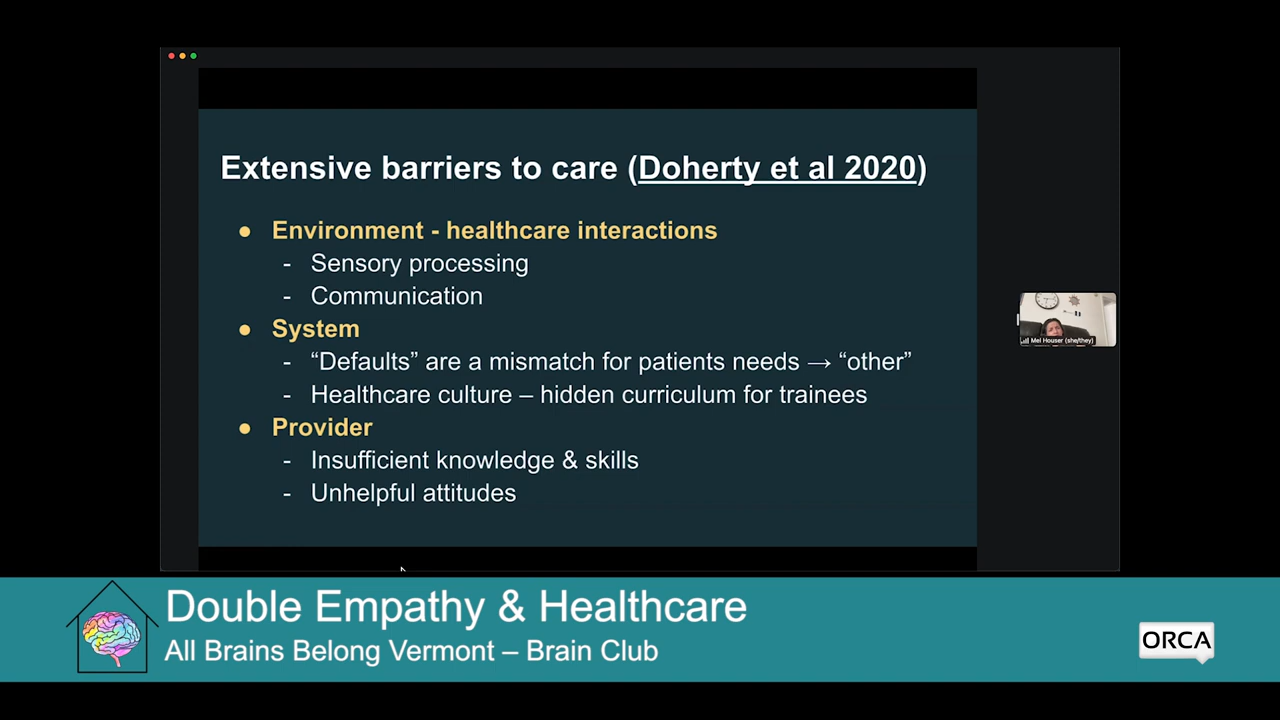 Extensive barriers to care (Doherty et al 2020)
● Environment - healthcare interactions
- Sensory processing
- Communication
● System
- “Defaults” are a mismatch for patients needs → “other”
- Healthcare culture – hidden curriculum for trainees
● Provider
- Insufficient knowledge & skills
- Unhelpful attitudes
Mel Houser (she/they)
Double Empathy & Healthcare
All Brains Belong Vermont – Brain Club
ORCA